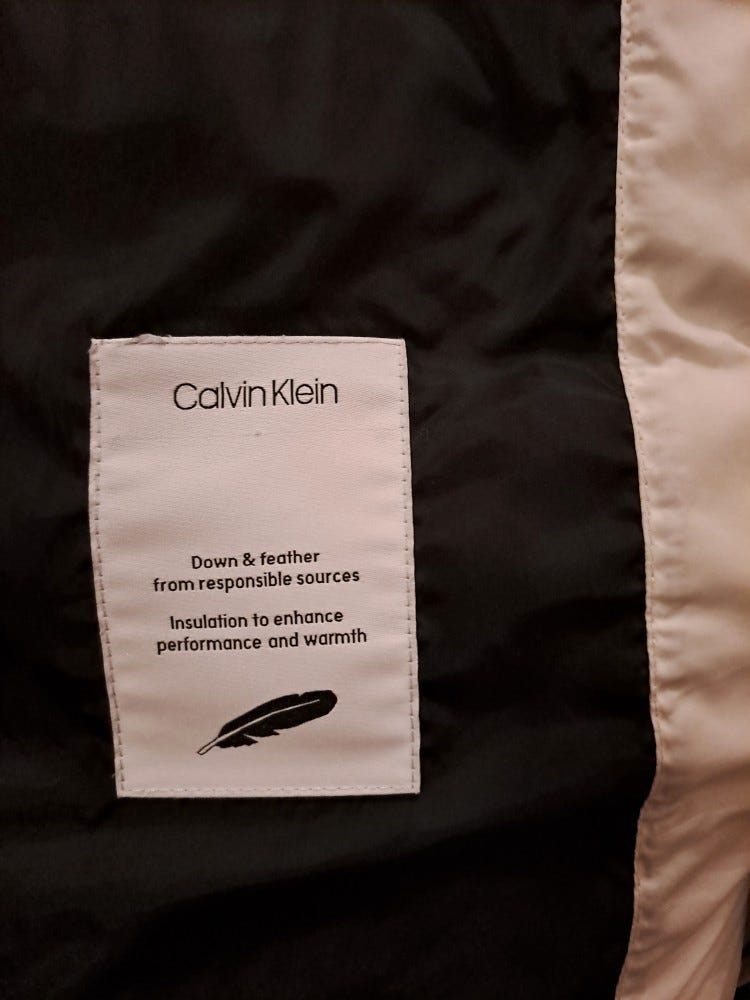 Calvin Klein
Down & feather
from responsible sources
Insulation to enhance
performance and warmth